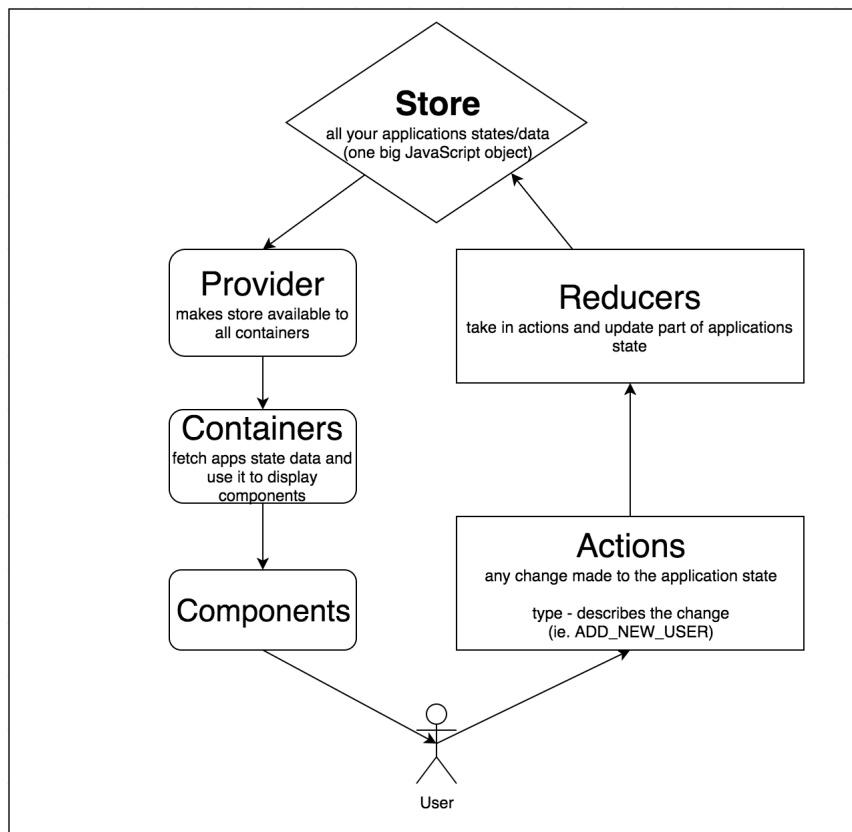 Store
all your applications states/data
(one big JavaScript object)
Provider
makes store available to
all containers
Reducers
take in actions and update part of applications
state
Containers
fetch apps state data and
use it to display
components
Actions
any change made to the application state
type - describes the change
(ie. ADD_NEW_USER)
Components
User